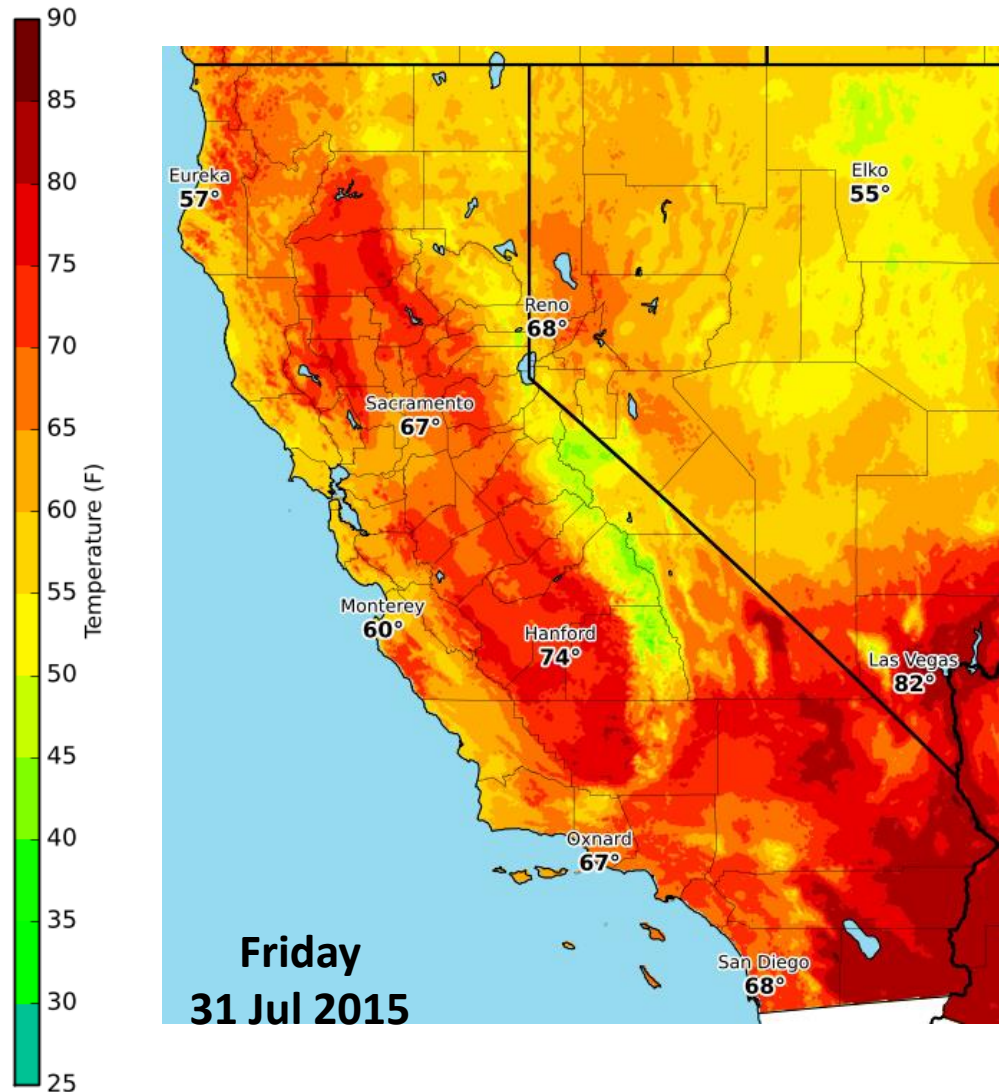 90
85
80
75
70
65
60
55
50
45
40
35
30
25
Temperature (F)
Eureka
57°
Elko
55°
Reno
68°
Sacramento
67°
Monterey
60°
Hanford
74°
Las Vegas
82°
Oxnard
67°
San Diego
68°
Friday
31 Jul 2015